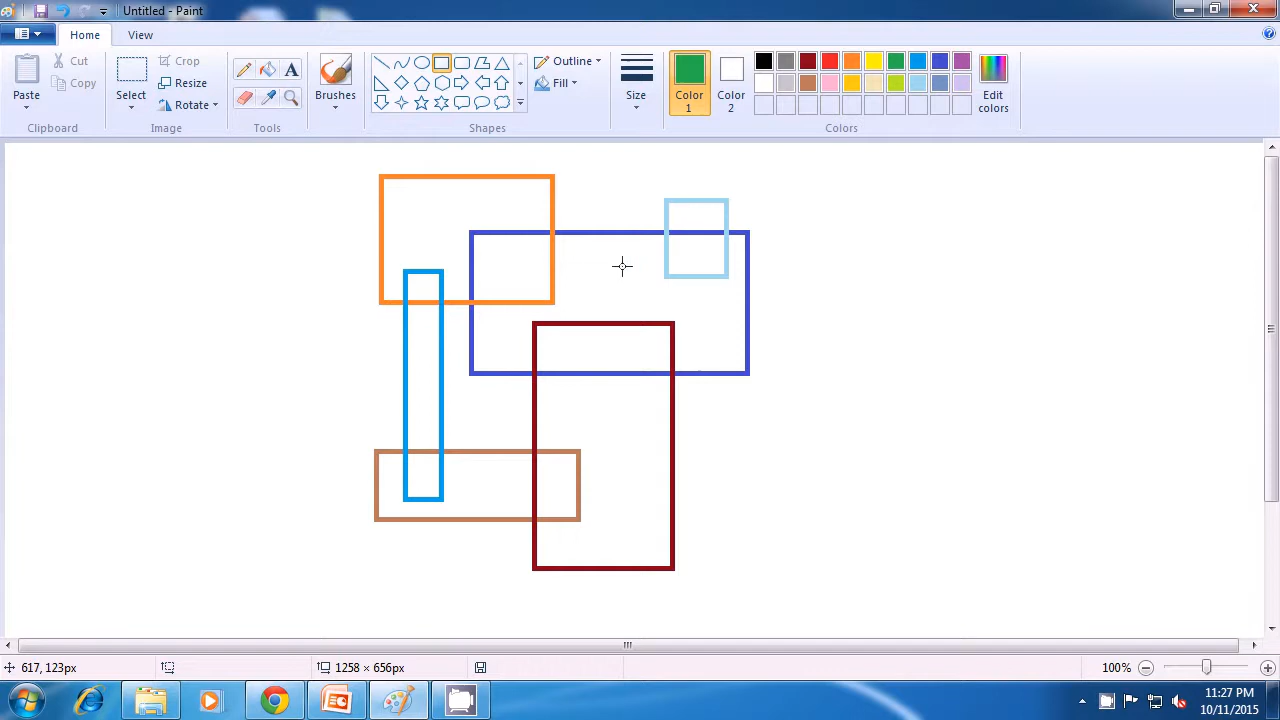 Untitled - Paint
Home View
Paste Cut Copy Select Crop Resize Rotate A Brushes Outline Fill Size Color 1 Color 2 Edit colors
Clipboard Image Tools Shapes Colors
617, 123px 1258 × 656px 100%
11:27 PM
10/11/2015